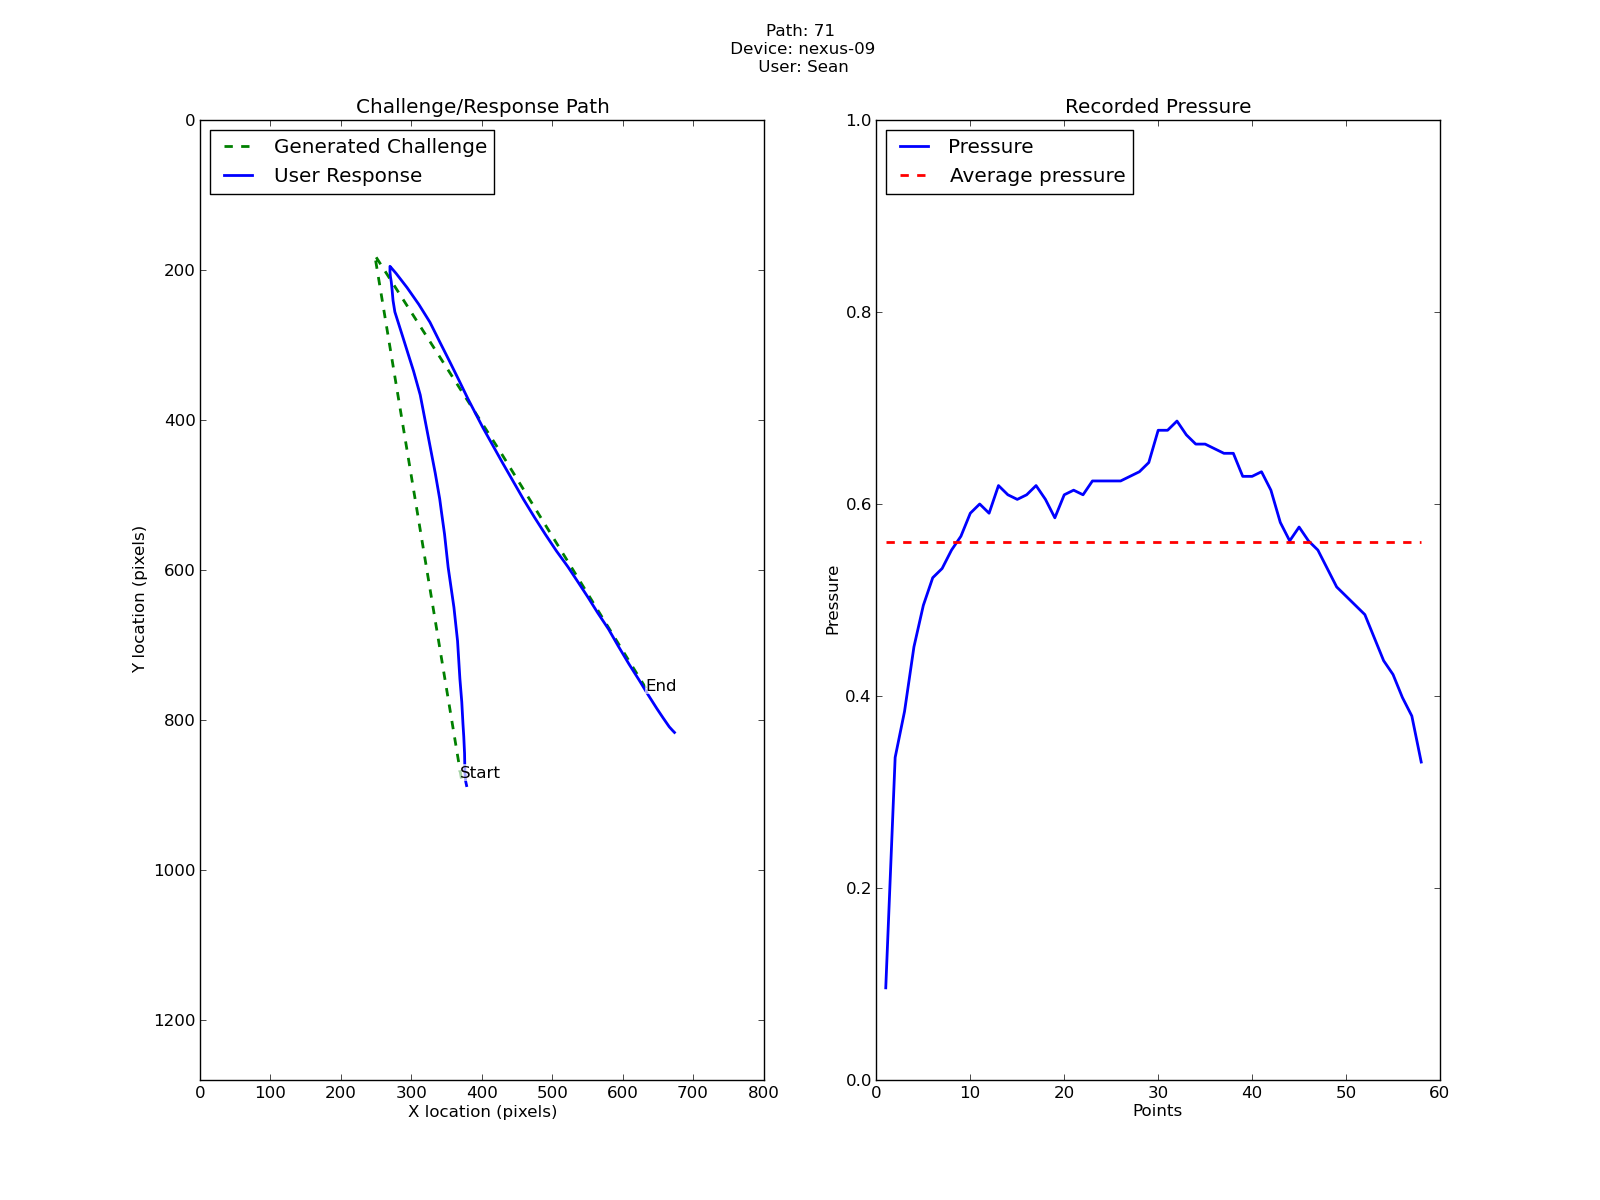 Path: 71
Device: nexus-09
User: Sean
Challenge/Response Path
Generated Challenge
User Response
0
200
400
600
800
1000
1200
Y location (pixels)
Start
End
0 100 200 300 400 500 600 700 800
X location (pixels)
Recorded Pressure
Pressure
Average pressure
1.0
0.8
0.6
0.4
0.2
0.0
Pressure
0 10 20 30 40 50 60
Points